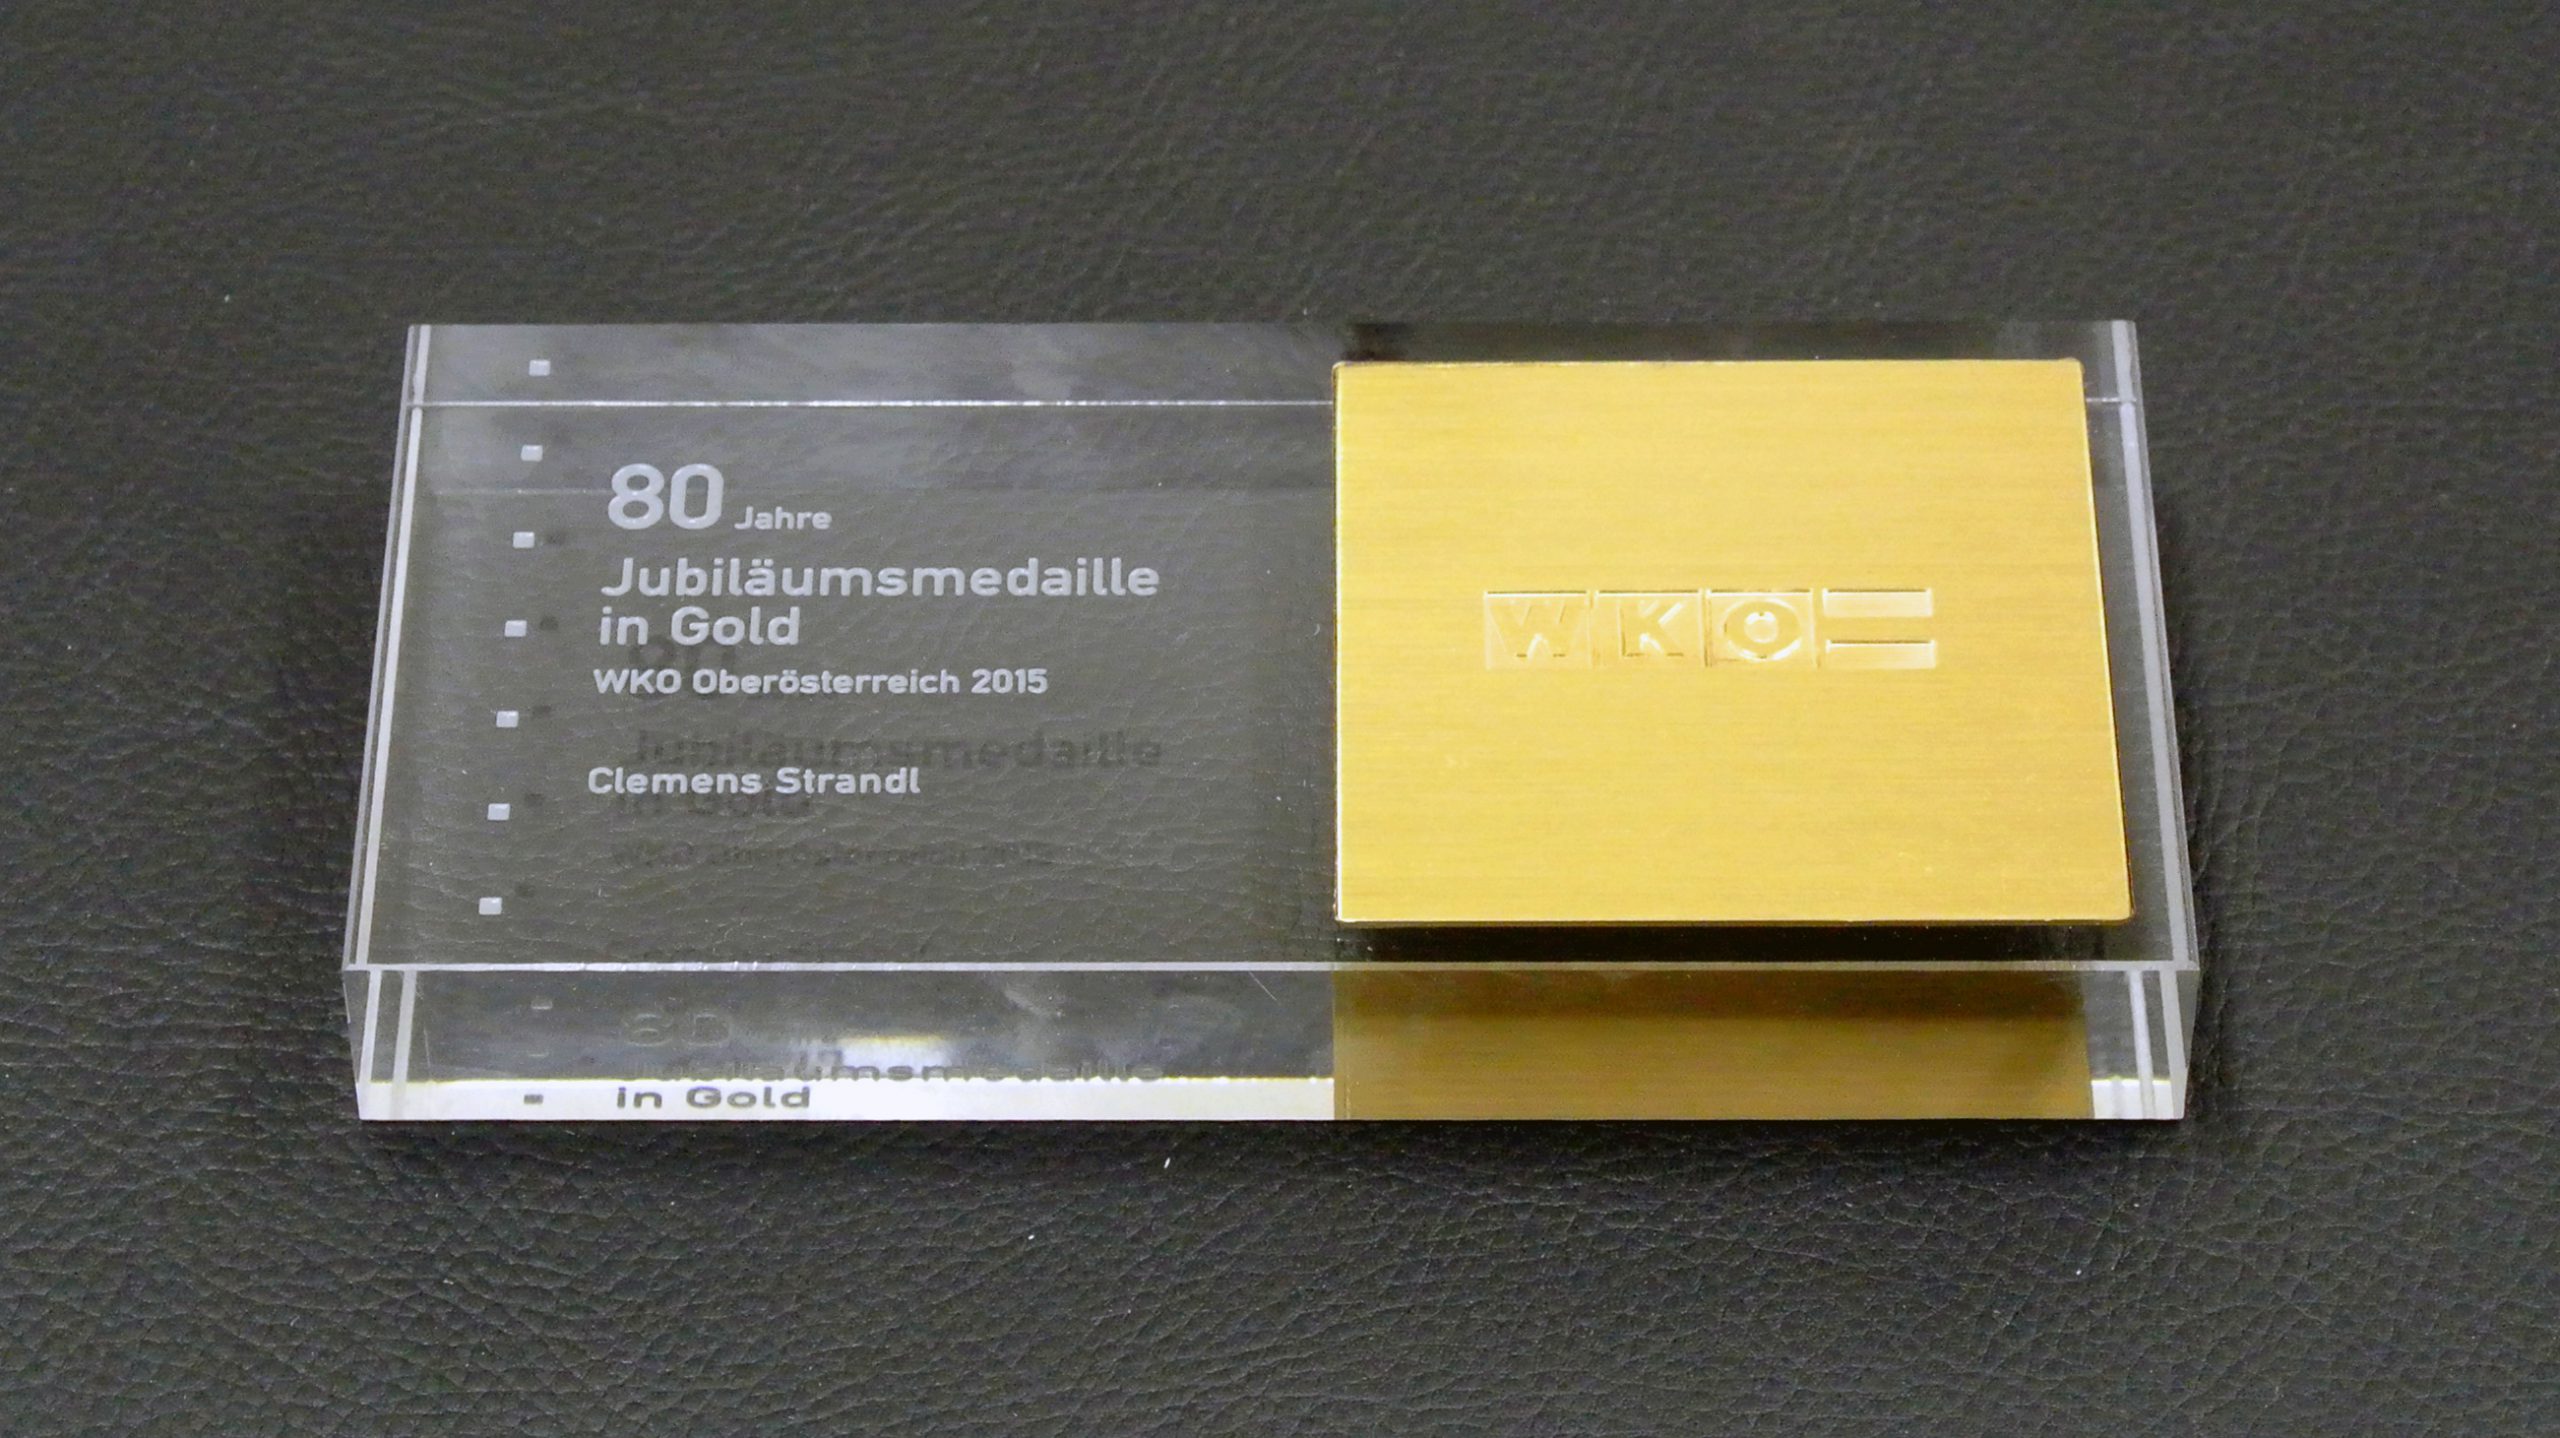 80 Jahre
Jubiläumsmedaille
in Gold
WKO Oberösterreich 2015
Clemens Strandl
WKO